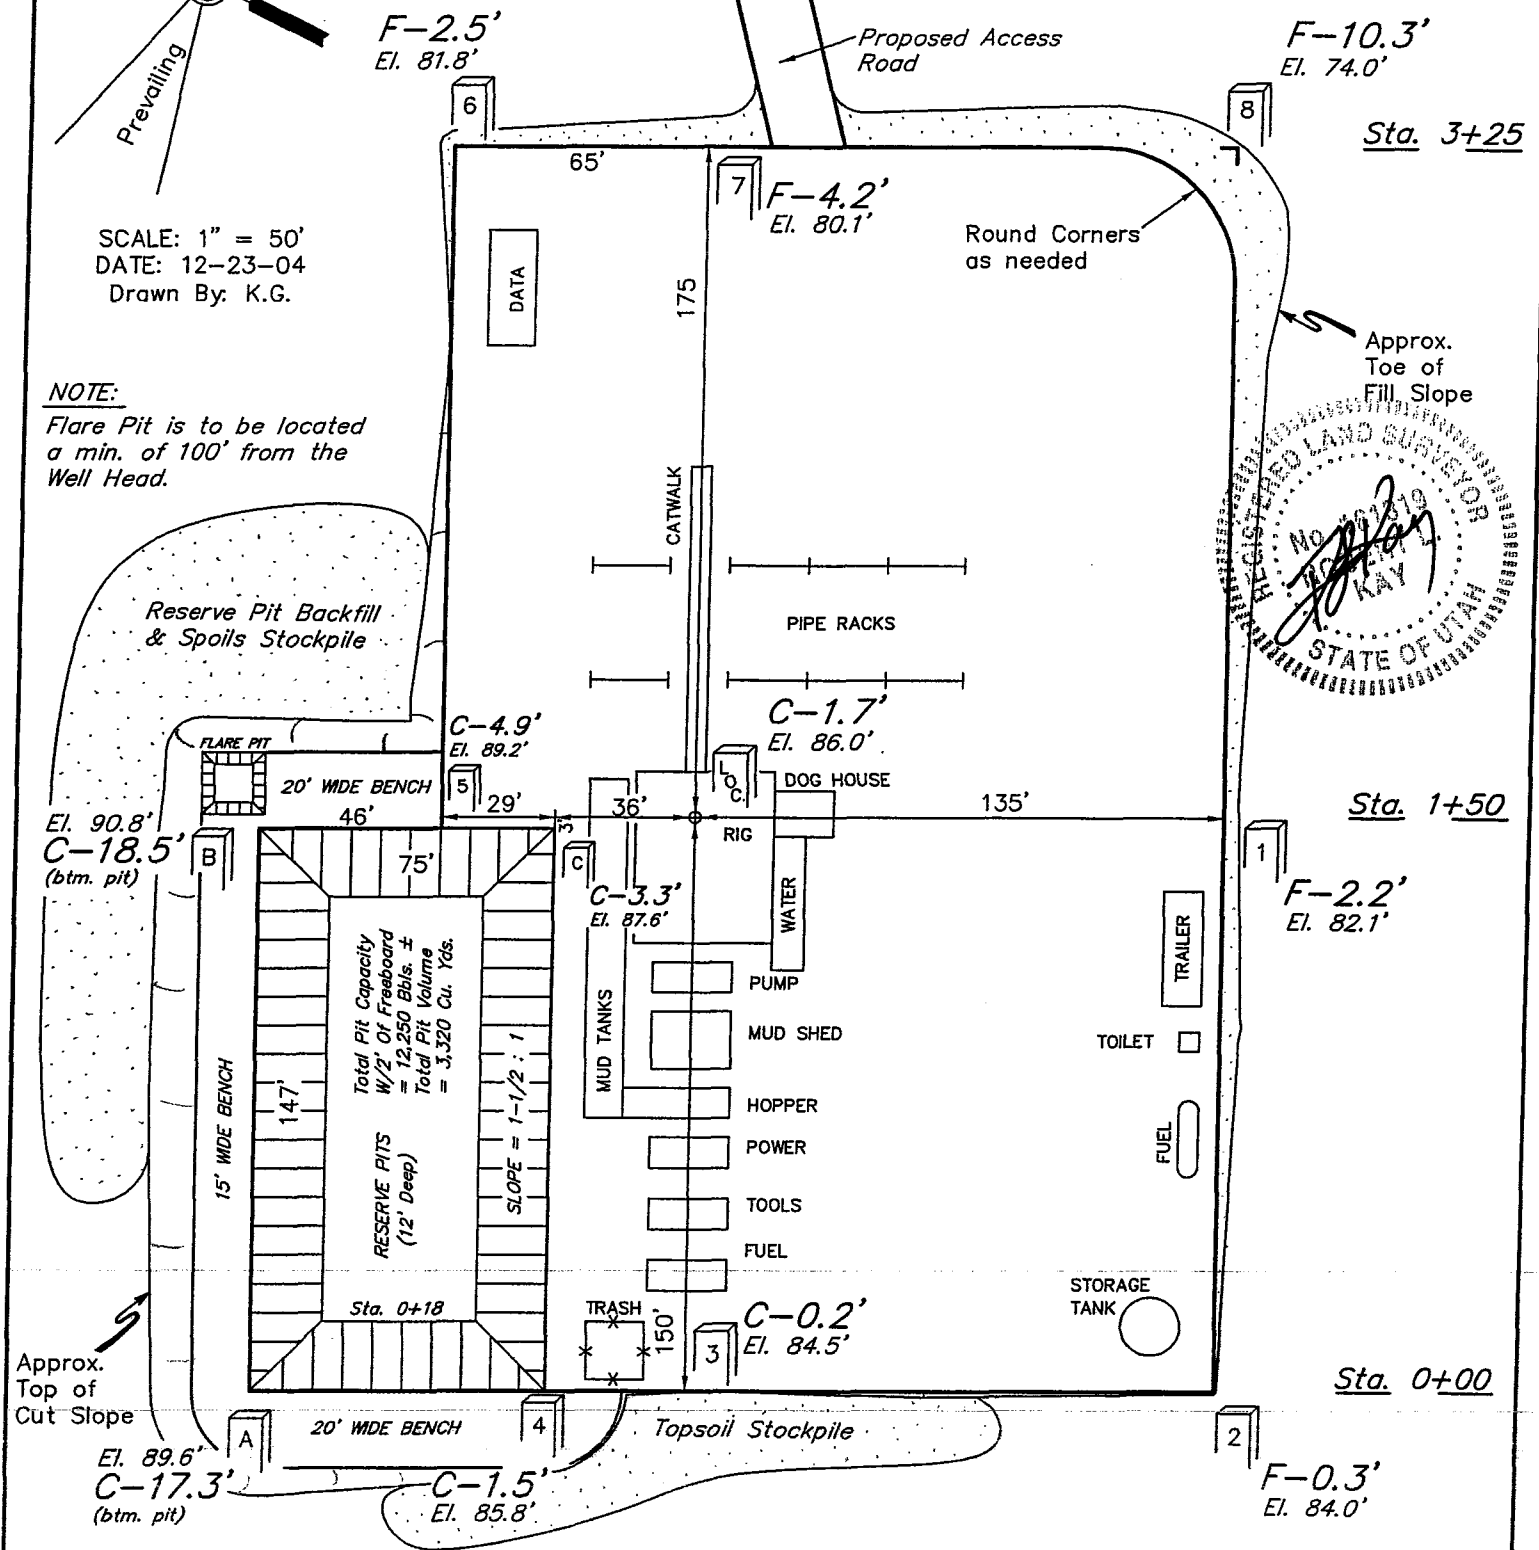 F-2.5'
El. 81.8'
Proposed Access
Road
F-10.3'
El. 74.0'
Prevailing
6
8
Sta. 3+25
65'
7
F-4.2'
El. 80.1'
SCALE: 1" = 50'
DATE: 12-23-04
Drawn By: K.G.
Round Corners
as needed
DATA
175
Approx.
Toe of
Fill Slope
NOTE:
Flare Pit is to be located
a min. of 100' from the
Well Head.
REGISTERED LAND SURVEYOR
No.
KAY
STATE OF UTAH
CATWALK
PIPE RACKS
Reserve Pit Backfill
& Spoils Stockpile
C-4.9'
El. 89.2'
C-1.7'
El. 86.0'
FLARE PIT
20' WIDE BENCH
5
LOC.
DOG HOUSE
46'
29'
3'
36'
RIG
135'
Sta. 1+50
El. 90.8'
C-18.5'
(btm. pit)
B
75'
C
C-3.3'
El. 87.6'
WATER
1
F-2.2'
El. 82.1'
TRAILER
Total Pit Capacity
W/2' Of Freeboard
= 12,250 Bbls. ±
Total Pit Volume
= 3,320 Cu. Yds.
RESERVE PITS
(12' Deep)
SLOPE = 1-1/2 : 1
147'
15' WIDE BENCH
MUD TANKS
PUMP
MUD SHED
TOILET
HOPPER
POWER
FUEL
TOOLS
FUEL
STORAGE
TANK
Sta. 0+18
TRASH
150'
3
C-0.2'
El. 84.5'
Approx.
Top of
Cut Slope
Sta. 0+00
A
20' WIDE BENCH
4
Topsoil Stockpile
2
El. 89.6'
C-17.3'
(btm. pit)
C-1.5'
El. 85.8'
F-0.3'
El. 84.0'